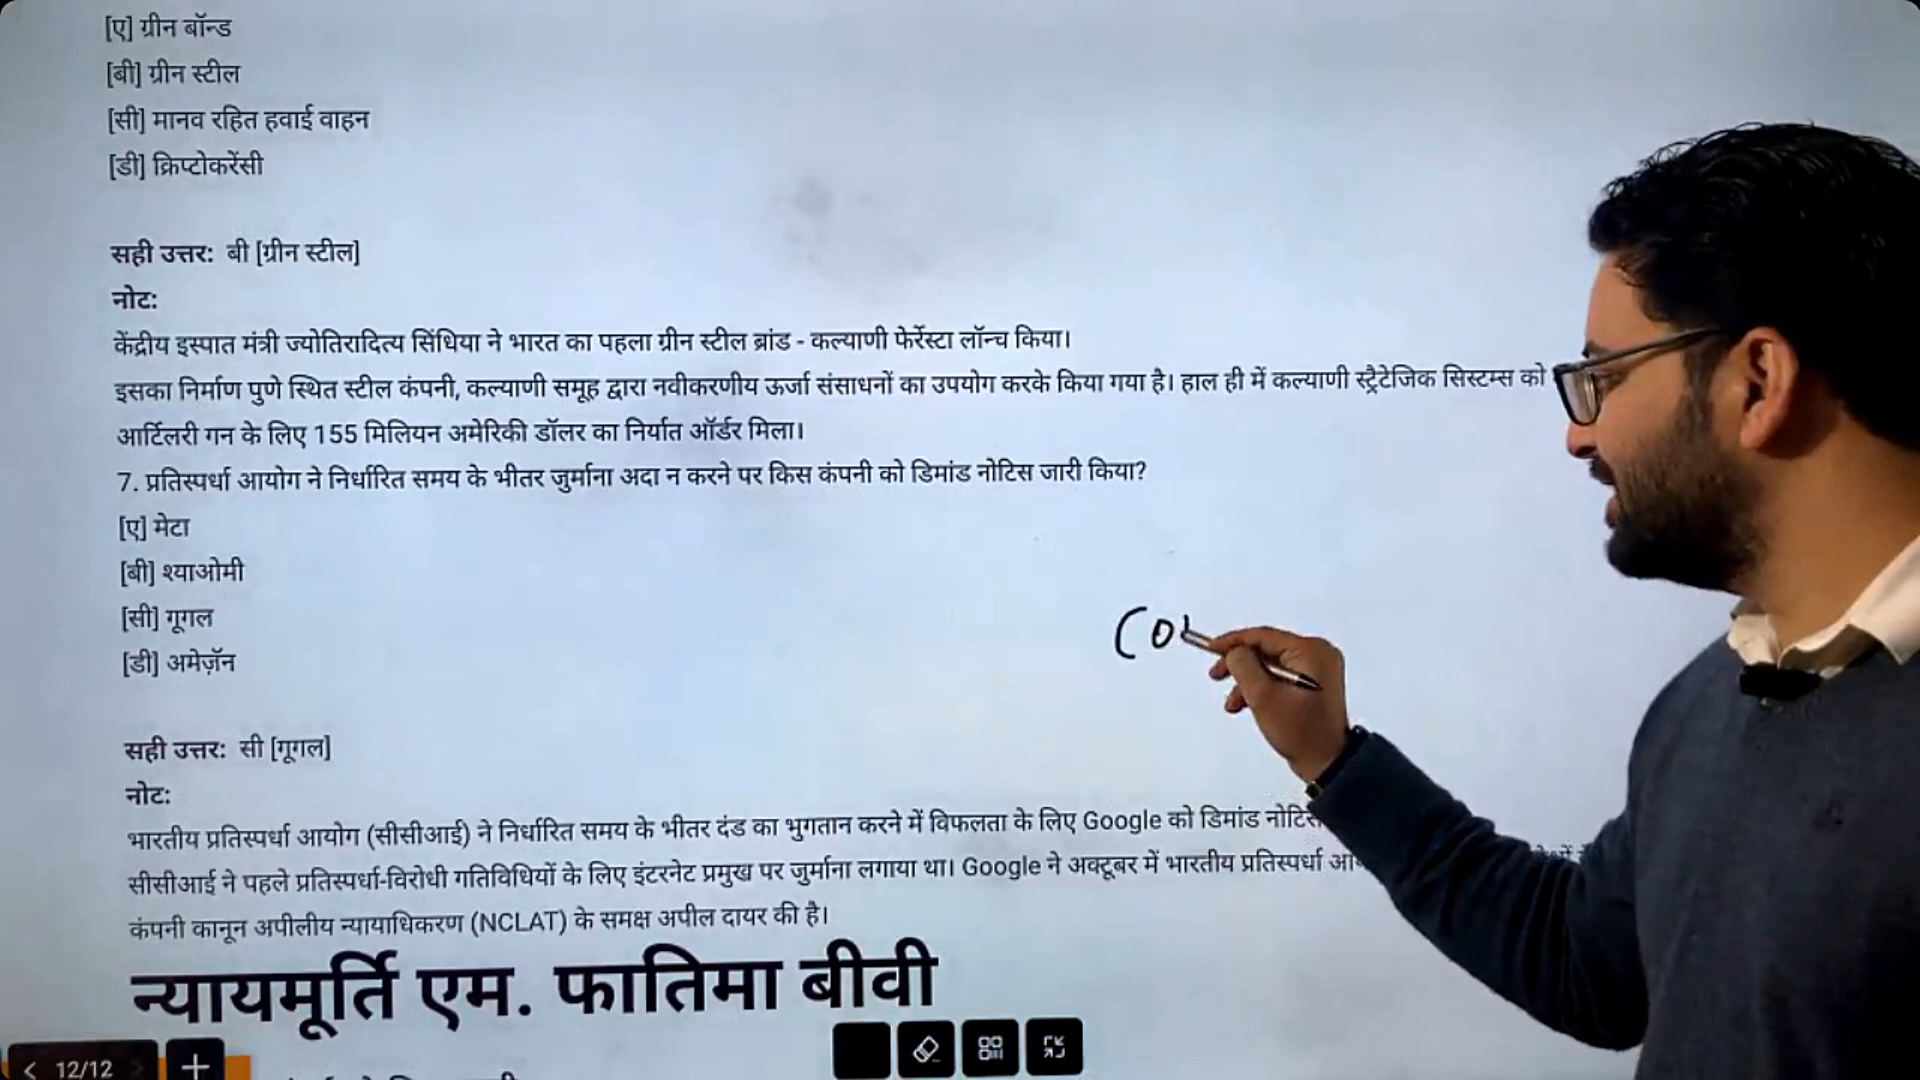 [ए] ग्रीन बॉन्ड
[बी] ग्रीन स्टील
[सी] मानव रहित हवाई वाहन
[डी] क्रिप्टोकरेंसी
सही उत्तर: बी [ग्रीन स्टील]
नोट:
केंद्रीय इस्पात मंत्री ज्योतिरादित्य सिंधिया ने भारत का पहला ग्रीन स्टील ब्रांड - कल्याणी फेर्रेस्टा लॉन्च किया।
इसका निर्माण पुणे स्थित स्टील कंपनी, कल्याणी समूह द्वारा नवीकरणीय ऊर्जा संसाधनों का उपयोग करके किया गया है। हाल ही में कल्याणी स्ट्रैटेजिक सिस्टम्स को
आर्टिलरी गन के लिए 155 मिलियन अमेरिकी डॉलर का निर्यात ऑर्डर मिला।
7. प्रतिस्पर्धा आयोग ने निर्धारित समय के भीतर जुर्माना अदा न करने पर किस कंपनी को डिमांड नोटिस जारी किया?
[ए] मेटा
[बी] श्याओमी
[सी] गूगल
[डी] अमेज़ॅन
(o
सही उत्तर: सी [गूगल]
नोट:
भारतीय प्रतिस्पर्धा आयोग (सीसीआई) ने निर्धारित समय के भीतर दंड का भुगतान करने में विफलता के लिए Google को डिमांड नोटिस
सीसीआई ने पहले प्रतिस्पर्धा-विरोधी गतिविधियों के लिए इंटरनेट प्रमुख पर जुर्माना लगाया था। Google ने अक्टूबर में भारतीय प्रतिस्पर्धा
कंपनी कानून अपीलीय न्यायाधिकरण (NCLAT) के समक्ष अपील दायर की है।
न्यायमूर्ति एम. फातिमा बीवी
< 12/12 > +